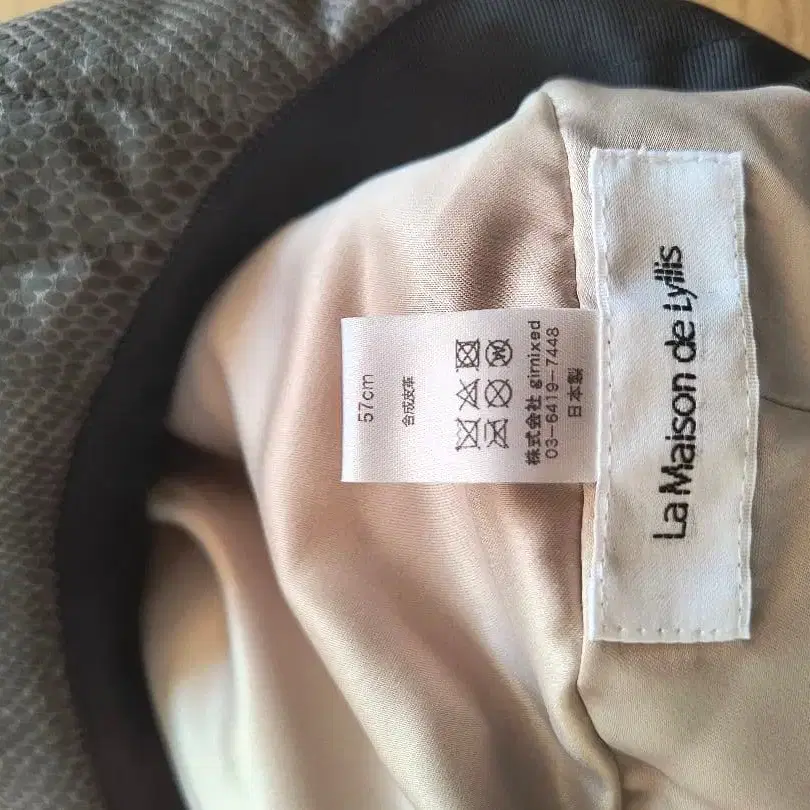 La Maison de Lyllis
57cm
合成皮革
株式会社 girnixed
03-6419-7448
日本製